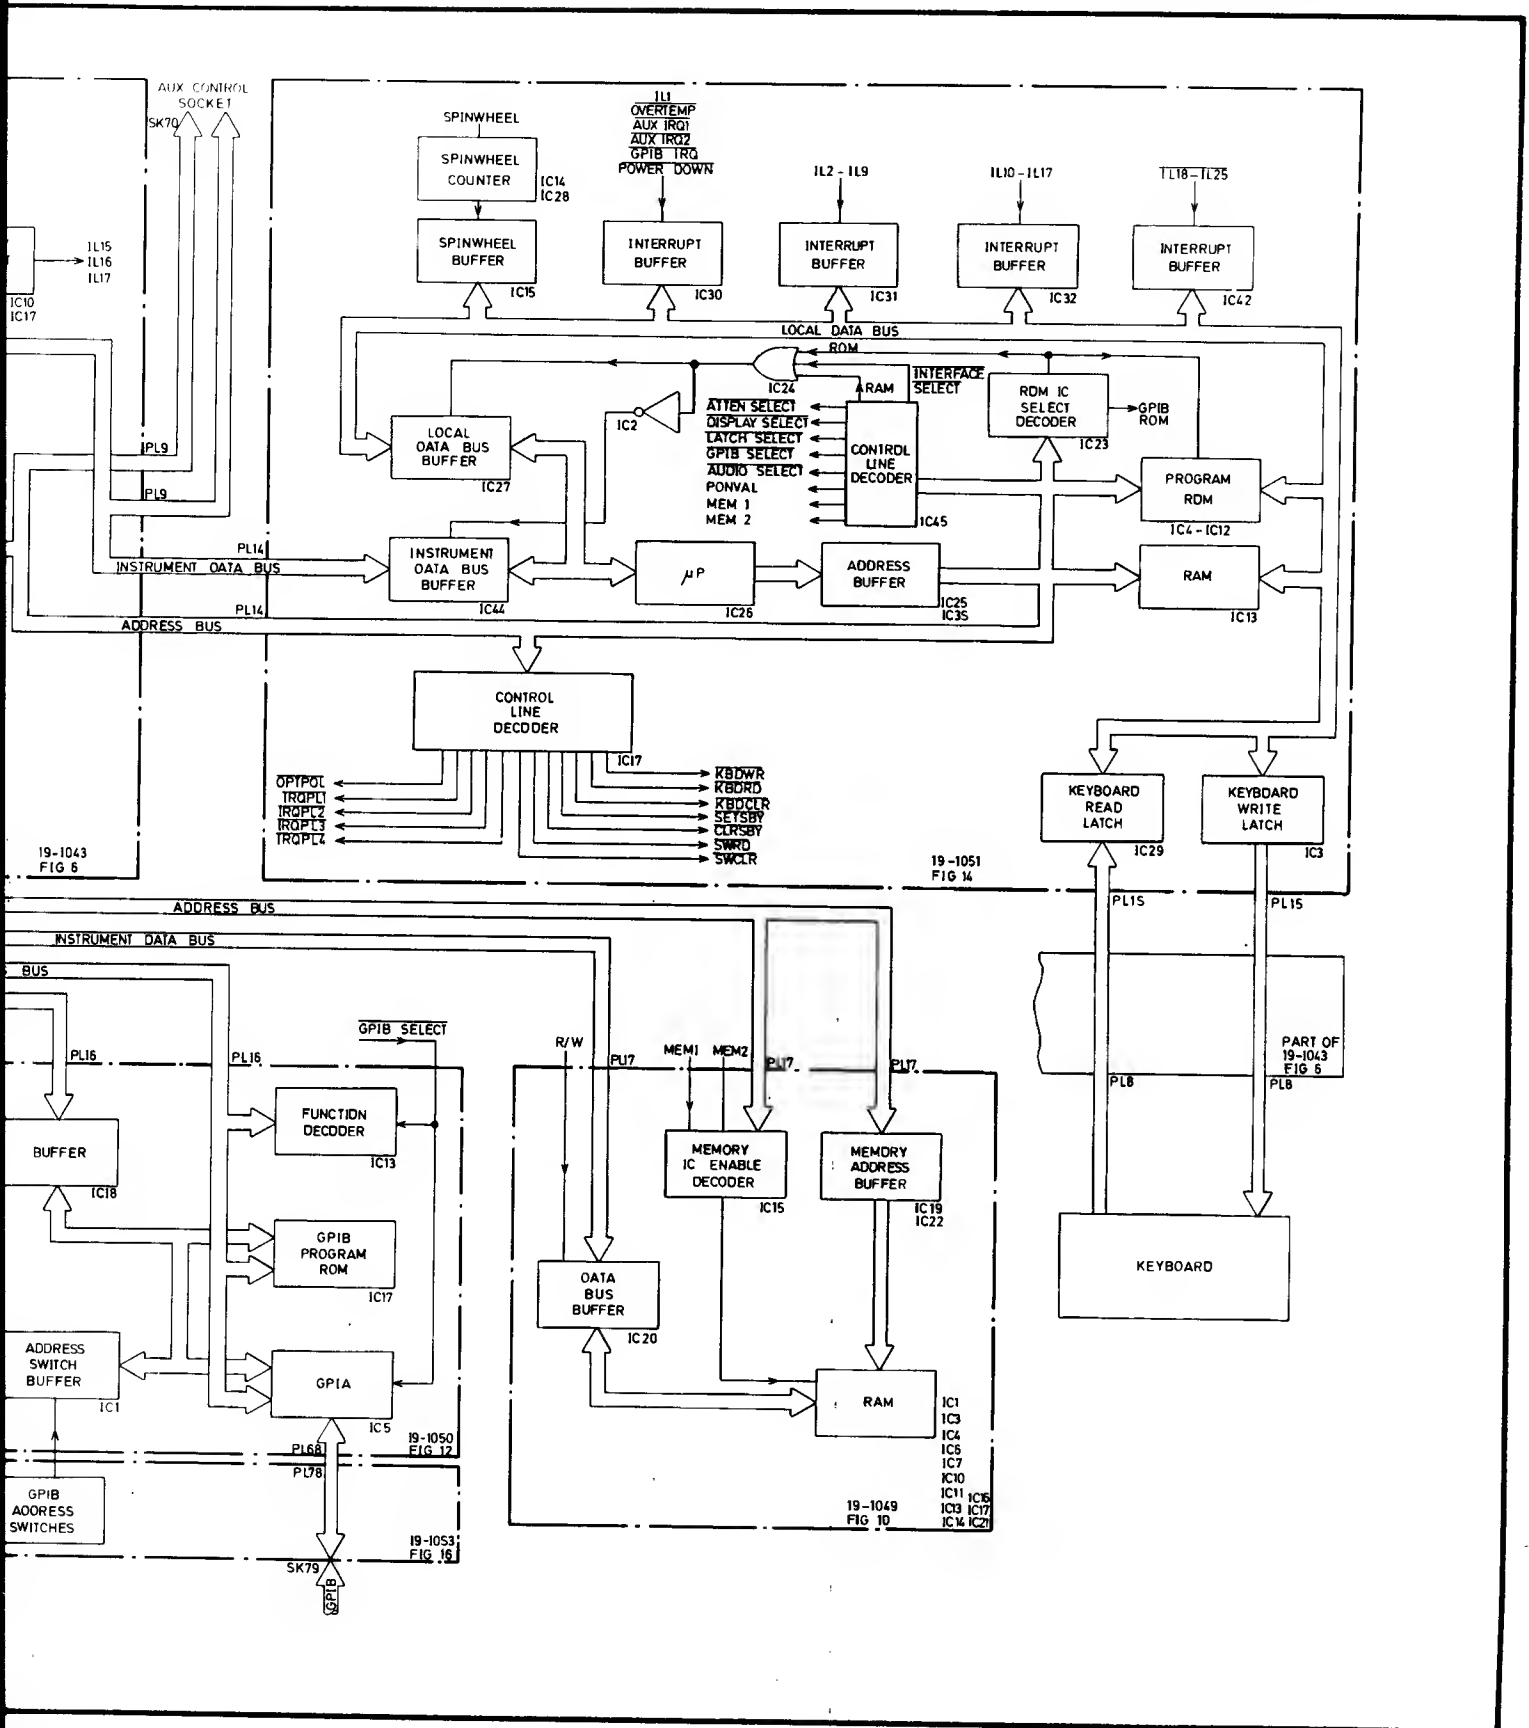 AUX CONTROL
SOCKET
SK70
IL15
IL16
IL17
IC10
IC17
PL9
PL9
PL14
INSTRUMENT DATA BUS
PL14
ADDRESS BUS
19-1043
FIG 6
SPINWHEEL
SPINWHEEL
COUNTER
IC14
IC28
SPINWHEEL
BUFFER
IC15
IL1
OVERTEMP
AUX IRQ1
AUX IRQ2
GPIB IRQ
POWER DOWN
INTERRUPT
BUFFER
IC30
IL2 - IL9
INTERRUPT
BUFFER
IC31
IL10 - IL17
INTERRUPT
BUFFER
IC32
IL18 - IL25
INTERRUPT
BUFFER
IC42
LOCAL DATA BUS
ROM
IC24
RAM
INTERFACE
SELECT
IC2
ATTEN SELECT
DISPLAY SELECT
LATCH SELECT
GPIB SELECT
AUDIO SELECT
PONVAL
MEM 1
MEM 2
CONTROL
LINE
DECODER
IC45
ROM IC
SELECT
DECODER
IC23
GPIB
ROM
PROGRAM
ROM
IC4 - IC12
LOCAL
DATA BUS
BUFFER
IC27
INSTRUMENT
DATA BUS
BUFFER
IC44
μP
IC26
ADDRESS
BUFFER
IC25
IC35
RAM
IC13
CONTROL
LINE
DECODER
IC17
OPTPOL
IRQPL1
IRQPL2
IRQPL3
IRQPL4
KBDWR
KBDRD
KBDCLR
SETSBY
CLRSBY
SWRD
SWCLR
KEYBOARD
READ
LATCH
IC29
KEYBOARD
WRITE
LATCH
IC3
19-1051
FIG 14
PL15
PL15
PART OF
19-1043
FIG 6
PL8
PL8
KEYBOARD
ADDRESS BUS
INSTRUMENT DATA BUS
BUS
PL16
PL16
GPIB SELECT
BUFFER
IC18
FUNCTION
DECODER
IC13
GPIB
PROGRAM
ROM
IC17
ADDRESS
SWITCH
BUFFER
IC1
GPIA
IC5
19-1050
FIG 12
PL68
PL78
GPIB
ADDRESS
SWITCHES
19-1053
FIG 16
SK79
GPIB
R/W
PL17
MEM1
MEM2
PL17
PL17
MEMORY
IC ENABLE
DECODER
IC15
MEMORY
ADDRESS
BUFFER
IC19
IC22
DATA
BUS
BUFFER
IC20
RAM
IC1
IC3
IC4
IC6
IC7
IC10
IC11 IC16
IC13 IC17
IC14 IC21
19-1049
FIG 10